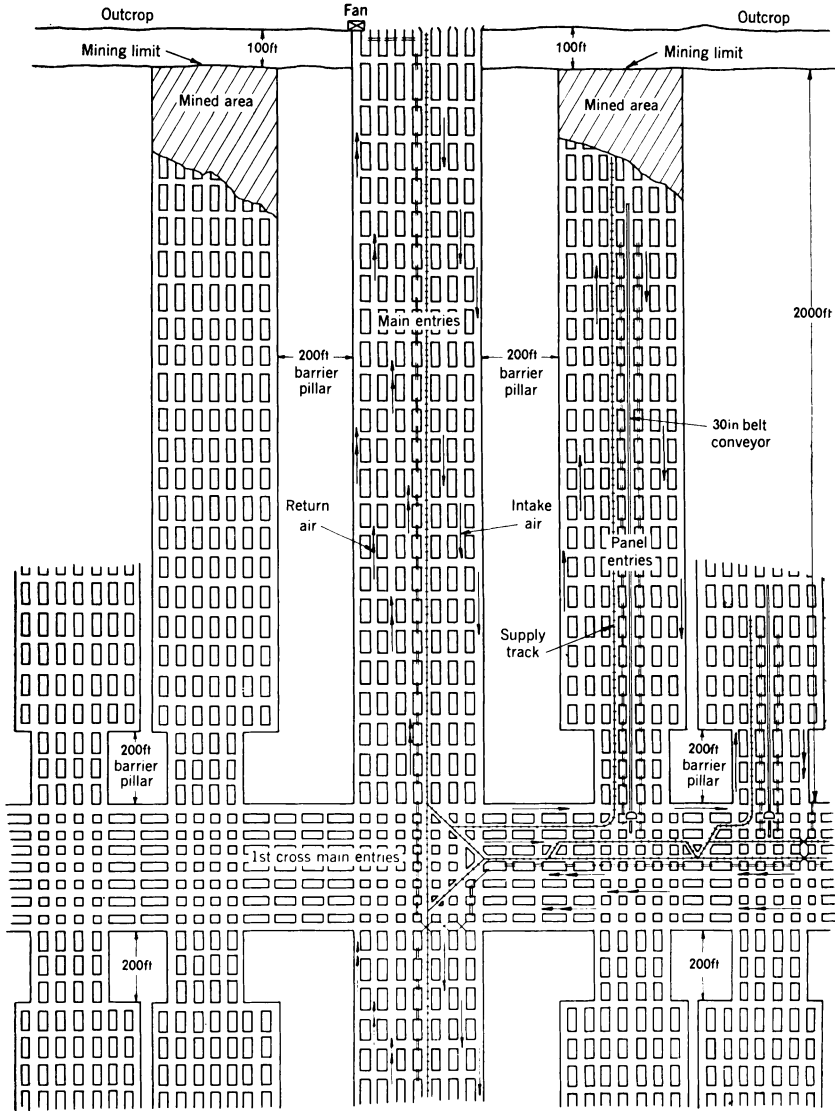 Outcrop
Fan
Outcrop
100ft
100ft
Mining limit
Mining limit
Mined area
Mined area
Main entries
2000ft
200ft
barrier
pillar
200ft
barrier
pillar
30in belt
conveyor
Return
air
Intake
air
Panel
entries
Supply
track
200ft
barrier
pillar
200ft
barrier
pillar
1st cross main entries
200ft
200ft